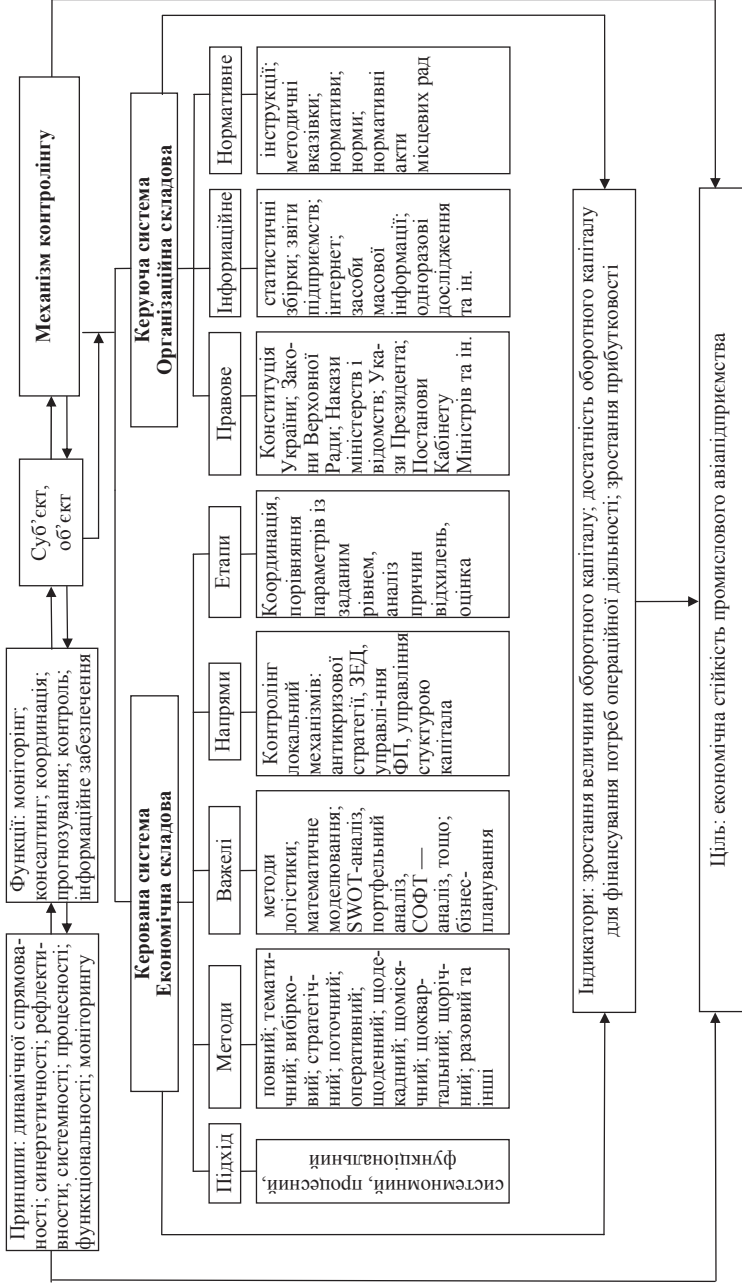 Принципи: динамічної спрямова-
ності; синергетичності; рефлекти-
вности; системності; процесності;
функкціональності; моніторингу
Функції: моніторінг;
консалтинг; координація;
прогнозування; контроль;
інформаційне забезпечення
Суб’єкт,
об’єкт
Механізм контролінгу
Керована система
Економічна складова
Керуюча система
Організаційна складова
Підхід
системномний, процесний,
функціональний
Методи
повний; темати-
чний; вибірко-
вий; стратегіч-
ний; поточний;
оперативний;
щоденний; щоде-
кадний; щоміся-
чний; щоквар-
тальний; щоріч-
ний; разовий та
інші
Важелі
методи
логістики;
математичне
моделювання;
SWOT-аналіз,
портфельний
аналіз,
СОФТ —
аналіз, тощо;
бізнес-
планування
Напрями
Контролінг
локальний
механізмів:
антикризової
стратегії, ЗЕД,
управлі-ння
ФП, управління
стуктурою
капітала
Етапи
Координація,
порівняння
параметрів із
заданим
рівнем,
аналіз
причин
відхилень,
оцінка
Правове
Конституція
України; Зако-
ни Верховної
Ради; Накази
міністерств і
відомств; Ука-
зи Президента;
Постанови
Кабінету
Міністрів та ін.
Інфориаційне
статистичні
збірки; звіти
підприємств;
інтернет;
засоби
масової
інформації;
одноразові
дослідження
та ін.
Нормативне
інструкції;
методичні
вказівки;
нормативи;
норми;
нормативні
акти
місцевих рад
Індикатори: зростання величини оборотного капіталу; достатність оборотного капіталу
для фінансування потреб операційної діяльності; зростання прибутковості
Ціль: економічна стійкість промислового авіапідприємства